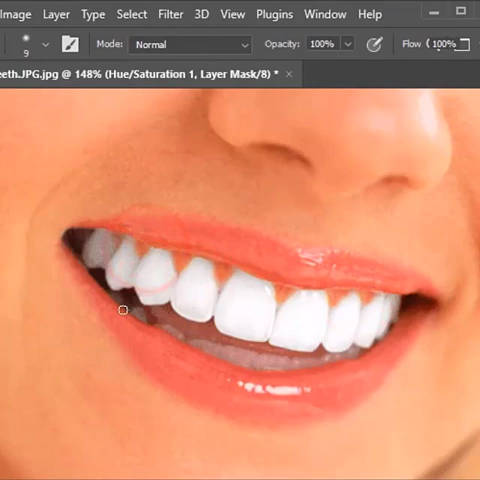 Image Layer Type Select Filter 3D View Plugins Window Help
9 Mode: Normal Opacity: 100% Flow 100%
eeth.JPG.jpg @ 148% (Hue/Saturation 1, Layer Mask/8) * ×